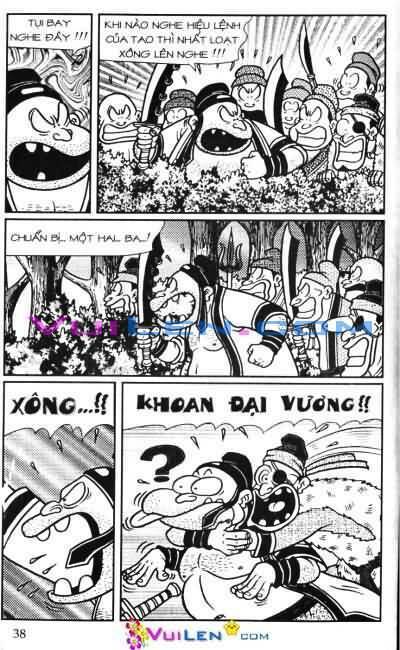 TỤI BAY
NGHE ĐÂY !!!
KHI NÀO NGHE HIỆU LỆNH
CỦA TAO THÌ NHẤT LOẠT
XÔNG LÊN NGHE !!!
CHUẨN BỊ... MỘT HAI.. BA..!
VuiLen.com
XÔNG...!!
KHOAN ĐẠI VƯƠNG!!
?
38
VuiLen.com